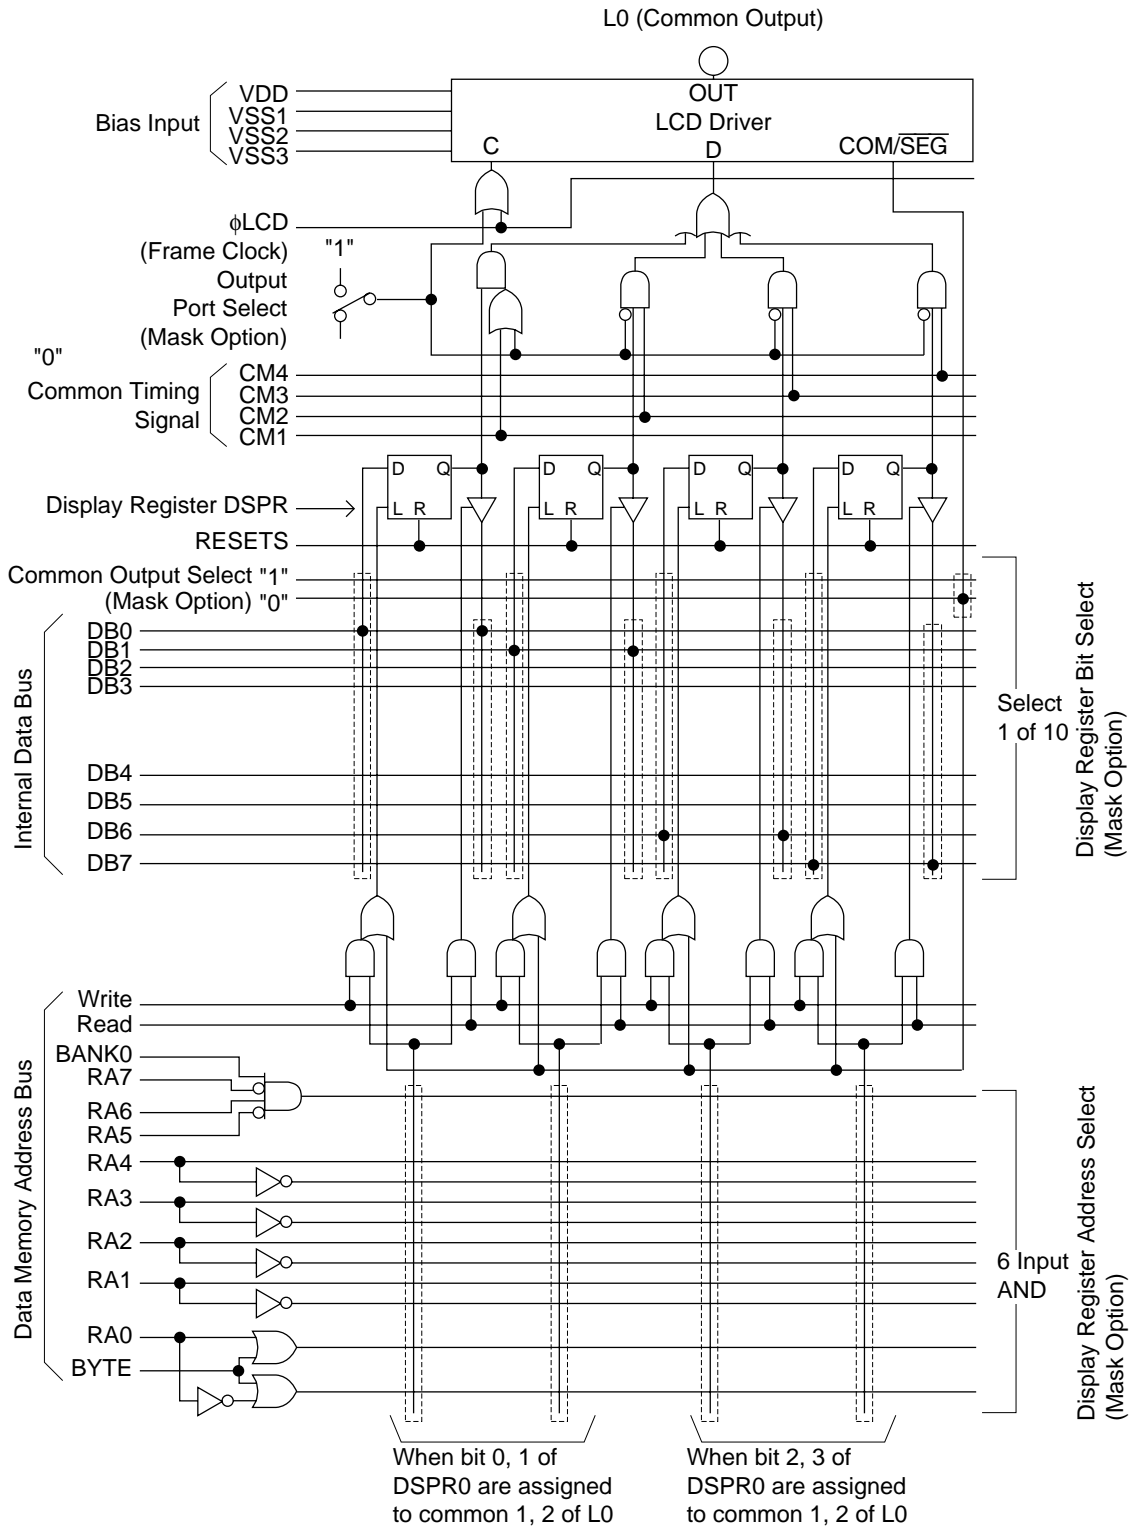 L0 (Common Output)
Bias Input
VDD
VSS1
VSS2
VSS3
OUT
LCD Driver
C
D
COM/SEG
φLCD
(Frame Clock)
Output
Port Select
(Mask Option)
"1"
"0"
Common Timing
Signal
CM4
CM3
CM2
CM1
D Q
L R
D Q
L R
D Q
L R
D Q
L R
Display Register DSPR
RESETS
Common Output Select "1"
(Mask Option) "0"
Internal Data Bus
DB0
DB1
DB2
DB3
DB4
DB5
DB6
DB7
Select
1 of 10
Display Register Bit Select
(Mask Option)
Data Memory Address Bus
Write
Read
BANK0
RA7
RA6
RA5
RA4
RA3
RA2
RA1
RA0
BYTE
6 Input
AND
Display Register Address Select
(Mask Option)
When bit 0, 1 of
DSPR0 are assigned
to common 1, 2 of L0
When bit 2, 3 of
DSPR0 are assigned
to common 1, 2 of L0